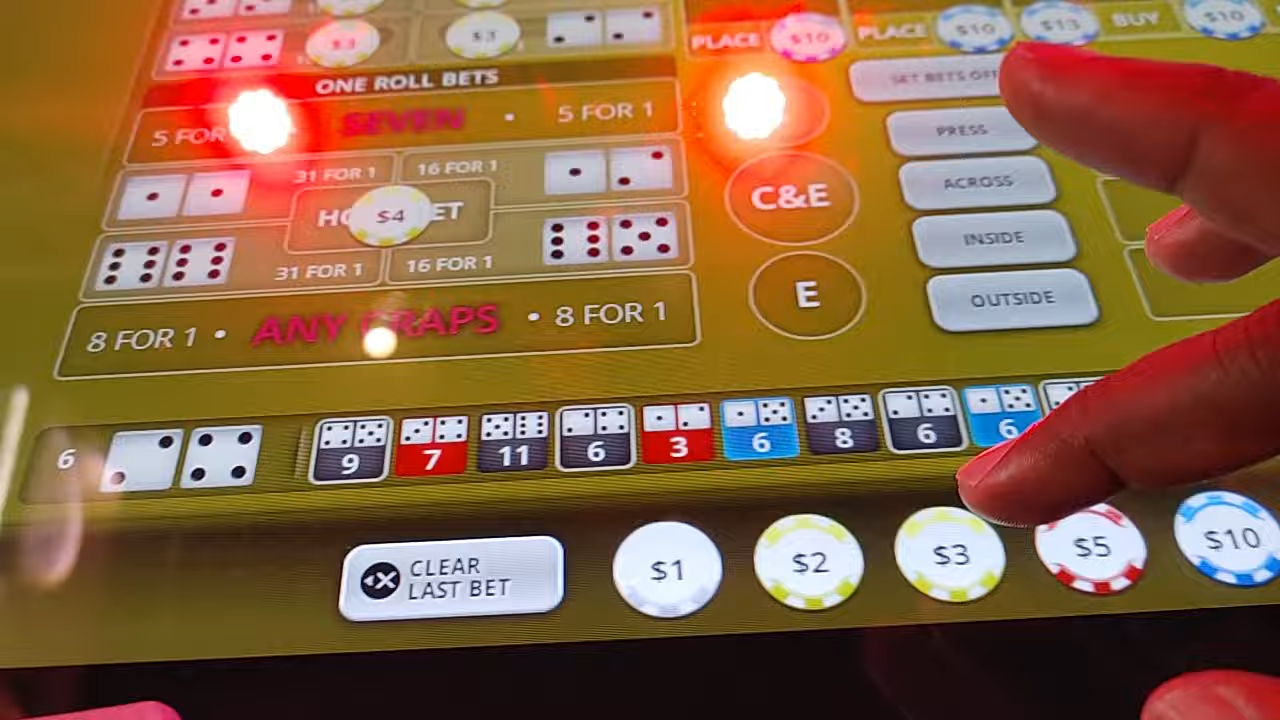 $3 $3
PLACE $10 PLACE $10 $13 BUY $10
ONE ROLL BETS
SET BETS OFF
5 FOR SEVEN • 5 FOR 1
PRESS
31 FOR 1 16 FOR 1
ACROSS
$4
C&E
INSIDE
31 FOR 1 16 FOR 1
E
OUTSIDE
8 FOR 1 • ANY CRAPS • 8 FOR 1
6 9 7 11 6 3 6 8 6 6
CLEAR
LAST BET
$1 $2 $3 $5 $10